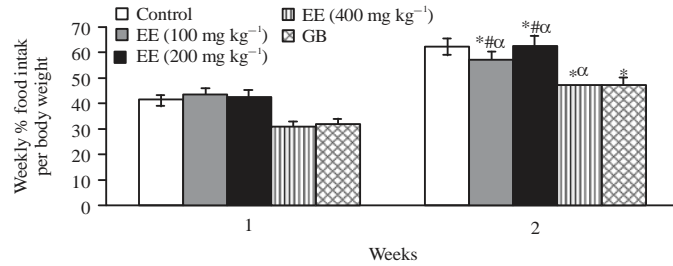 Weekly % food intak
per body weight
70
60
50
40
30
20
10
0
Control
EE (100 mg kg⁻¹)
EE (200 mg kg⁻¹)
EE (400 mg kg⁻¹)
GB
*#α
*#α
*α
*
1
2
Weeks